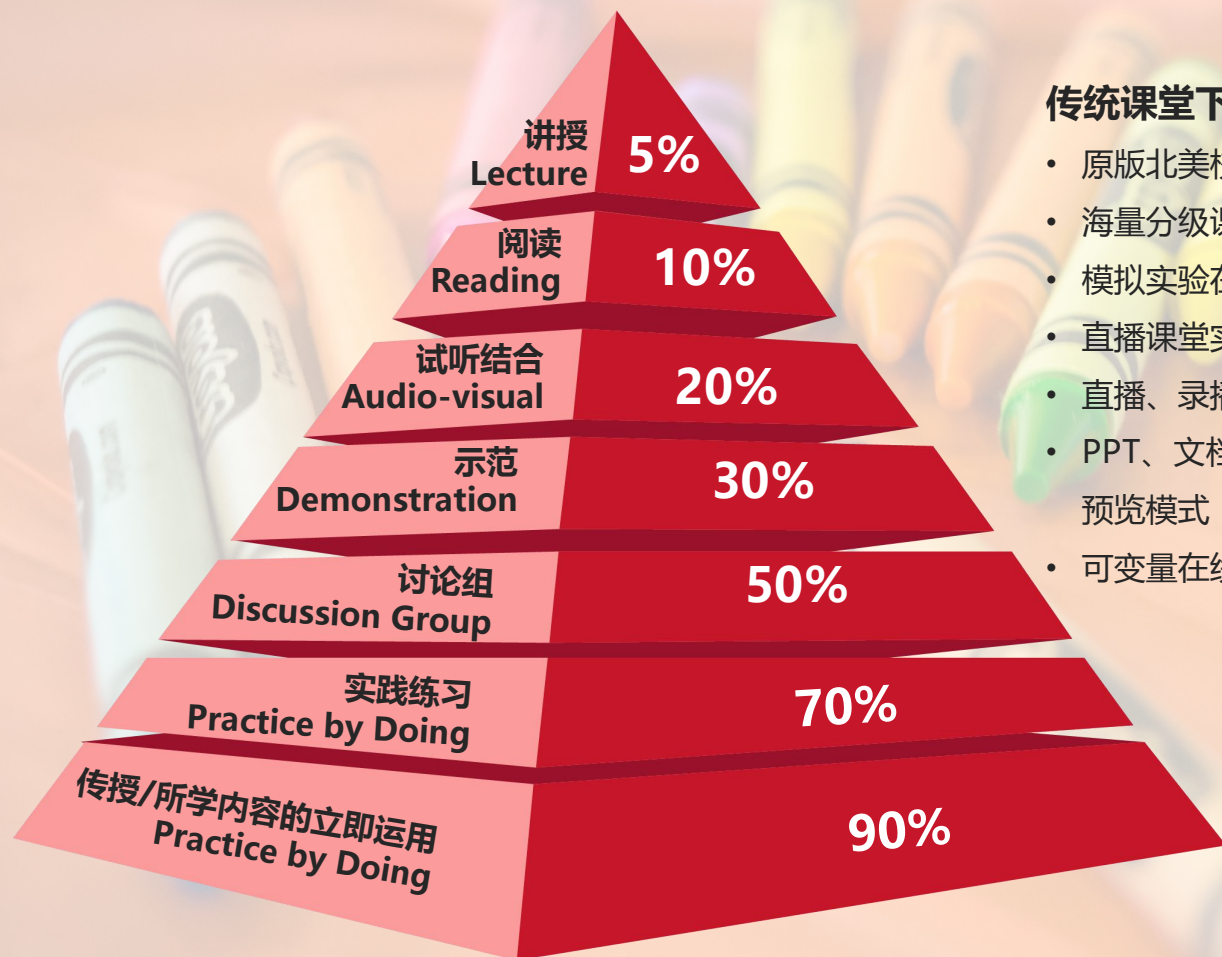 讲授
Lecture
5%
阅读
Reading
10%
试听结合
Audio-visual
20%
示范
Demonstration
30%
讨论组
Discussion Group
50%
实践练习
Practice by Doing
70%
传授/所学内容的立即运用
Practice by Doing
90%
传统课堂下
• 原版北美
• 海量分级
• 模拟实验在
• 直播课堂实
• 直播、录播
• PPT、文档
预览模式
• 可变量在线